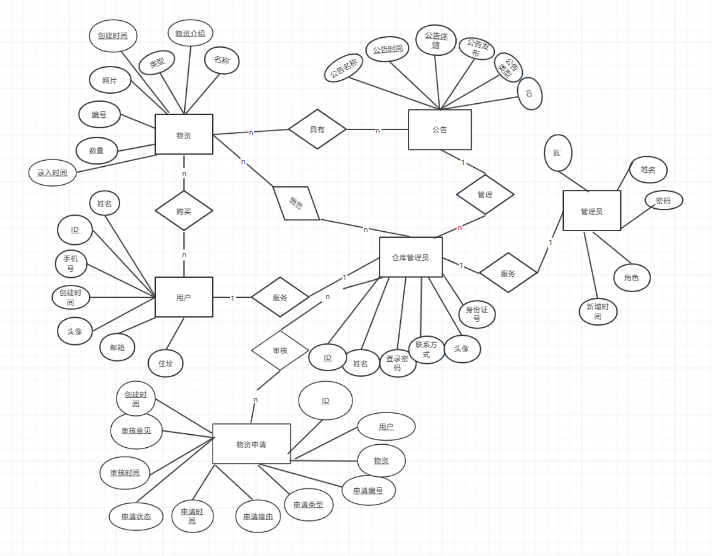 创建时间
物资介绍
类型
名称
照片
编号
数量
录入时间
物资
n
具有
n
公告
公告名称
公告时间
公告详
情
公告发
布
公告
类型
ID
1
管理
n
n
n
n
购买
n
姓名
ID
手机
号
创建时
间
头像
邮箱
住址
用户
1
服务
1
仓库管理员
1
服务
1
管理员
ID
姓名
密码
角色
新增时
间
n
审核
n
ID
姓名
登录密
码
联系方
式
头像
身份证
号
物资申请
创建时
间
审核意见
审核时间
申请状态
申请时
间
申请缘由
申请类型
申请编号
物资
用户
ID